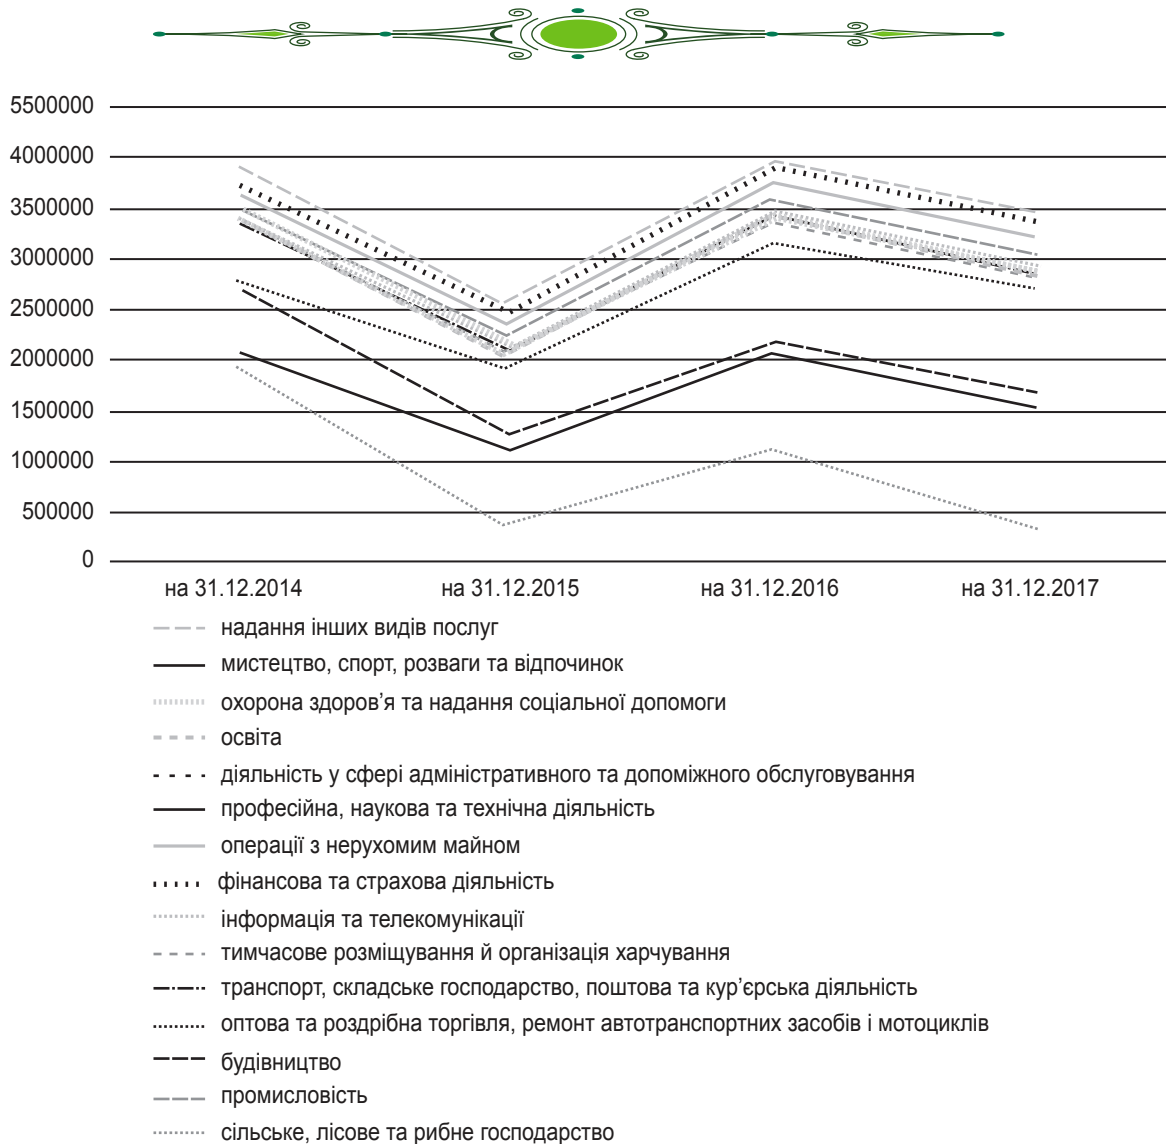 5500000
4000000
3500000
3000000
2500000
2000000
1500000
1000000
500000
0
на 31.12.2014 на 31.12.2015 на 31.12.2016 на 31.12.2017
надання інших видів послуг
мистецтво, спорт, розваги та відпочинок
охорона здоров’я та надання соціальної допомоги
освіта
діяльність у сфері адміністративного та допоміжного обслуговування
професійна, наукова та технічна діяльність
операції з нерухомим майном
фінансова та страхова діяльність
інформація та телекомунікації
тимчасове розміщування й організація харчування
транспорт, складське господарство, поштова та кур’єрська діяльність
оптова та роздрібна торгівля, ремонт автотранспортних засобів і мотоциклів
будівництво
промисловість
сільське, лісове та рибне господарство